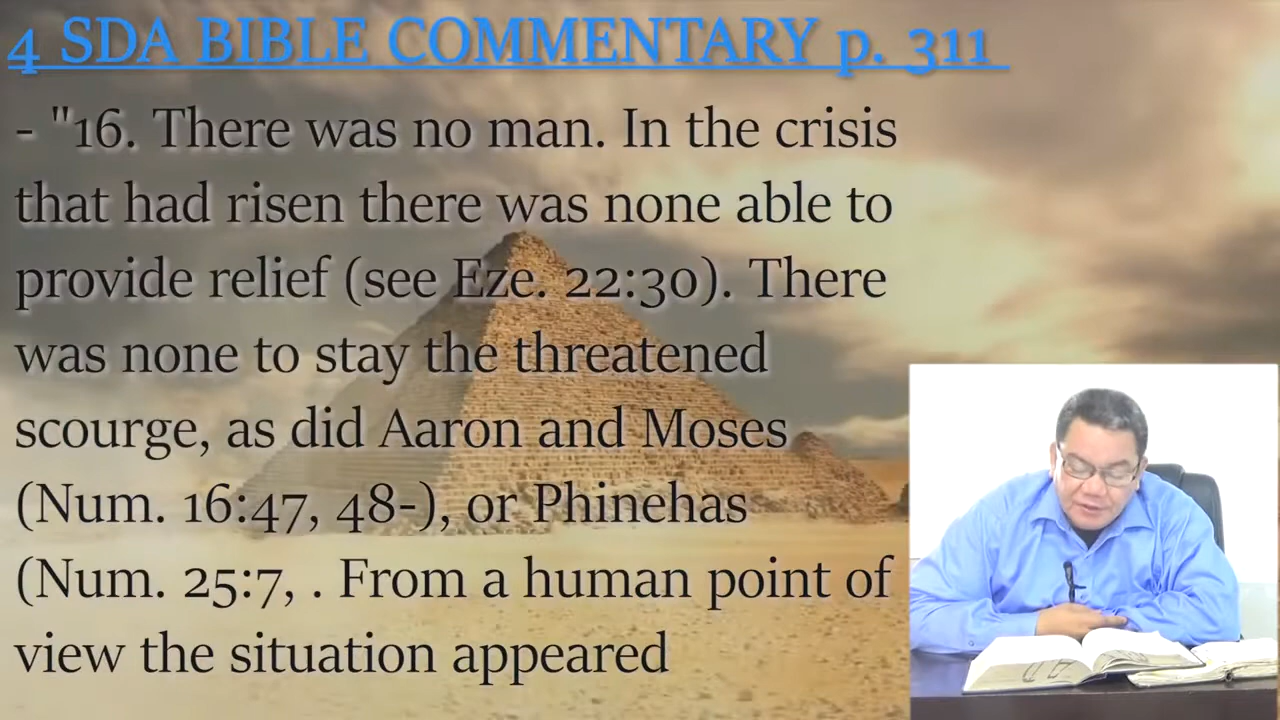 4 SDA BIBLE COMMENTARY p. 311
- "16. There was no man. In the crisis
that had risen there was none able to
provide relief (see Eze. 22:30). There
was none to stay the threatened
scourge, as did Aaron and Moses
(Num. 16:47, 48-), or Phinehas
(Num. 25:7, . From a human point of
view the situation appeared